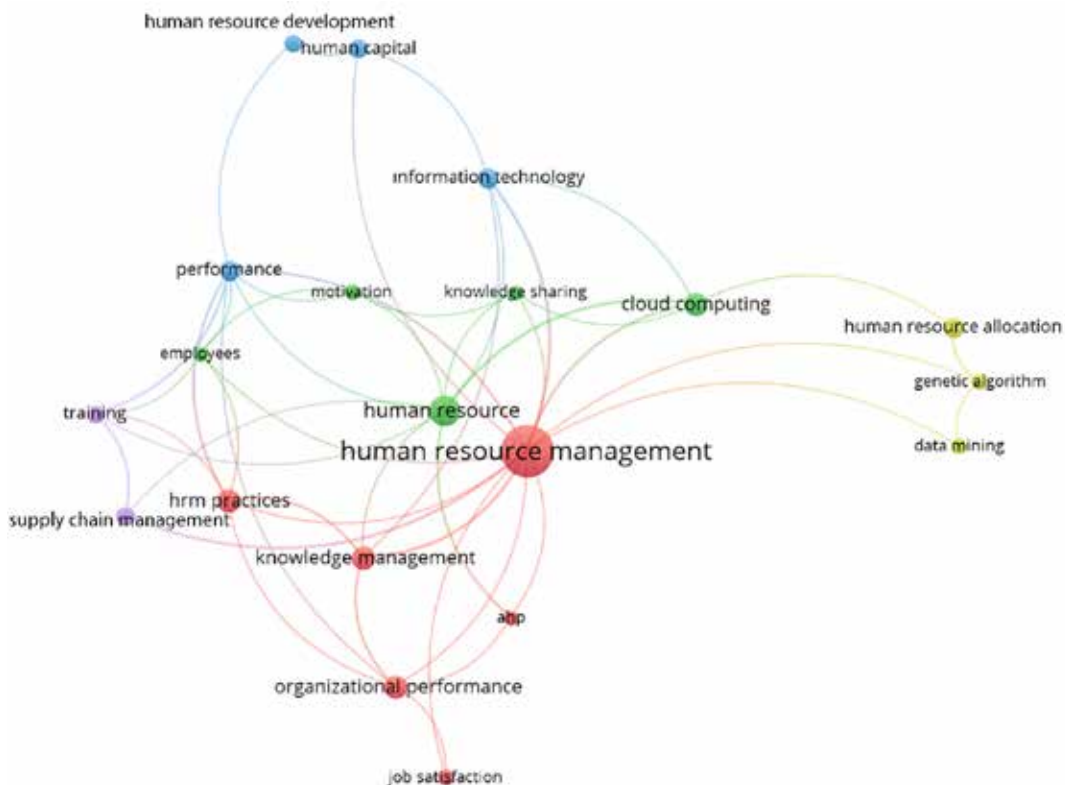 human resource development
human capital
information technology
performance
motivation
knowledge sharing
cloud computing
human resource allocation
employees
genetic algorithm
training
human resource
data mining
human resource management
hrm practices
supply chain management
knowledge management
ahp
organizational performance
job satisfaction